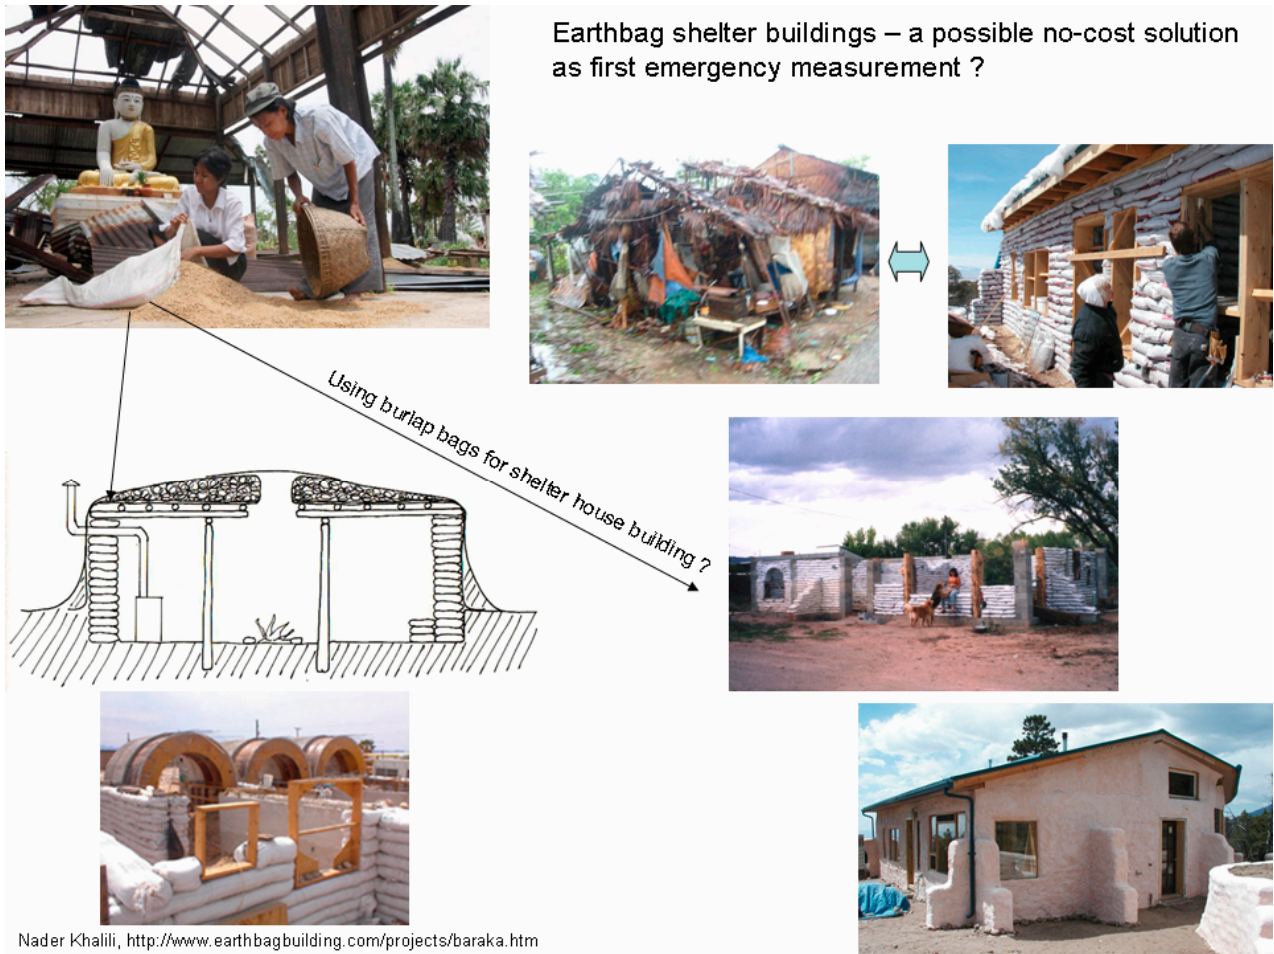 Earthbag shelter buildings – a possible no-cost solution
as first emergency measurement ?
Using burlap bags for shelter house building ?
Nader Khalili, http://www.earthbagbuilding.com/projects/baraka.htm